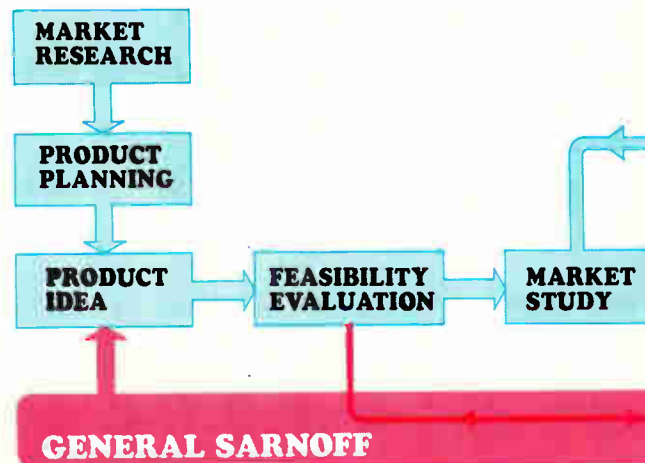 MARKET
RESEARCH
PRODUCT
PLANNING
PRODUCT
IDEA
FEASIBILITY
EVALUATION
MARKET
STUDY
GENERAL SARNOFF